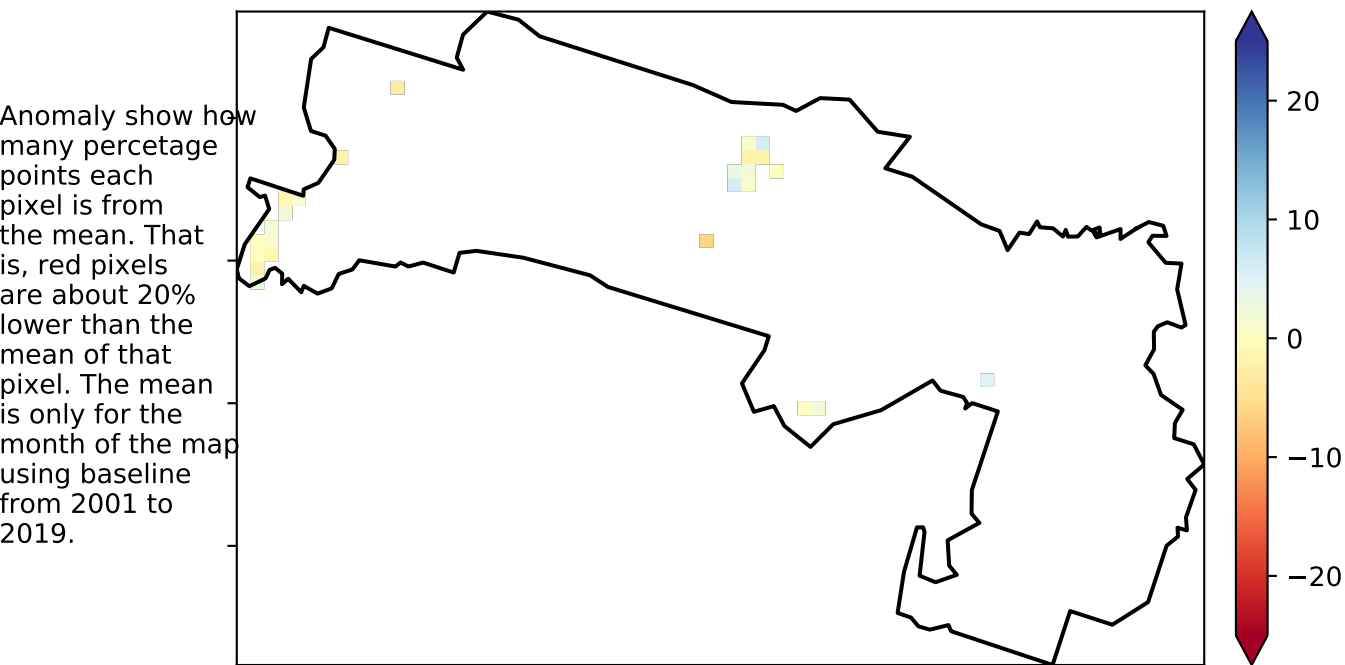 Anomaly show how
many percetage
points each
pixel is from
the mean. That
is, red pixels
are about 20%
lower than the
mean of that
pixel. The mean
is only for the
month of the map
using baseline
from 2001 to
2019.
20
10
0
−10
−20